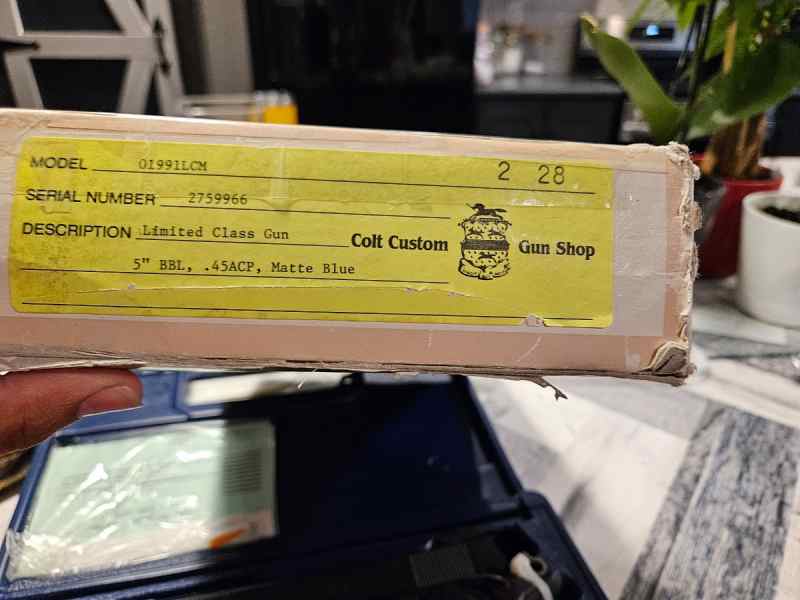 MODEL 01991LCM 2 28
SERIAL NUMBER 2759966
DESCRIPTION Limited Class Gun Colt Custom Gun Shop
5" BBL, .45ACP, Matte Blue